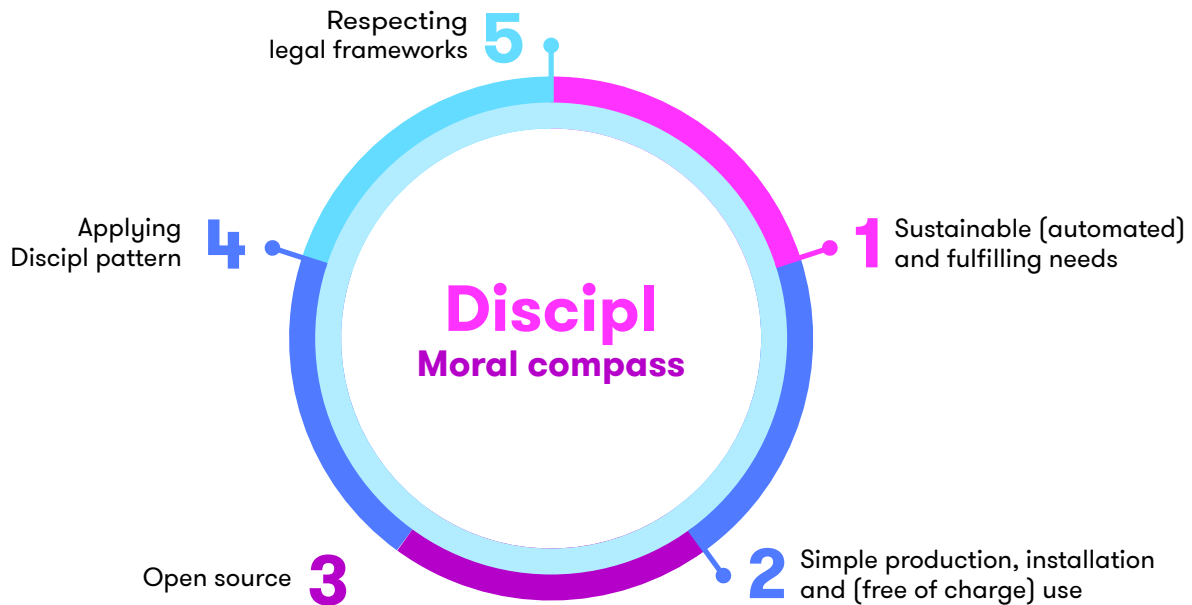 Respecting
legal frameworks
5
1
Sustainable (automated)
and fulfilling needs
Applying
Discipl pattern
4
Discipl
Moral compass
2
Simple production, installation
and (free of charge) use
Open source
3